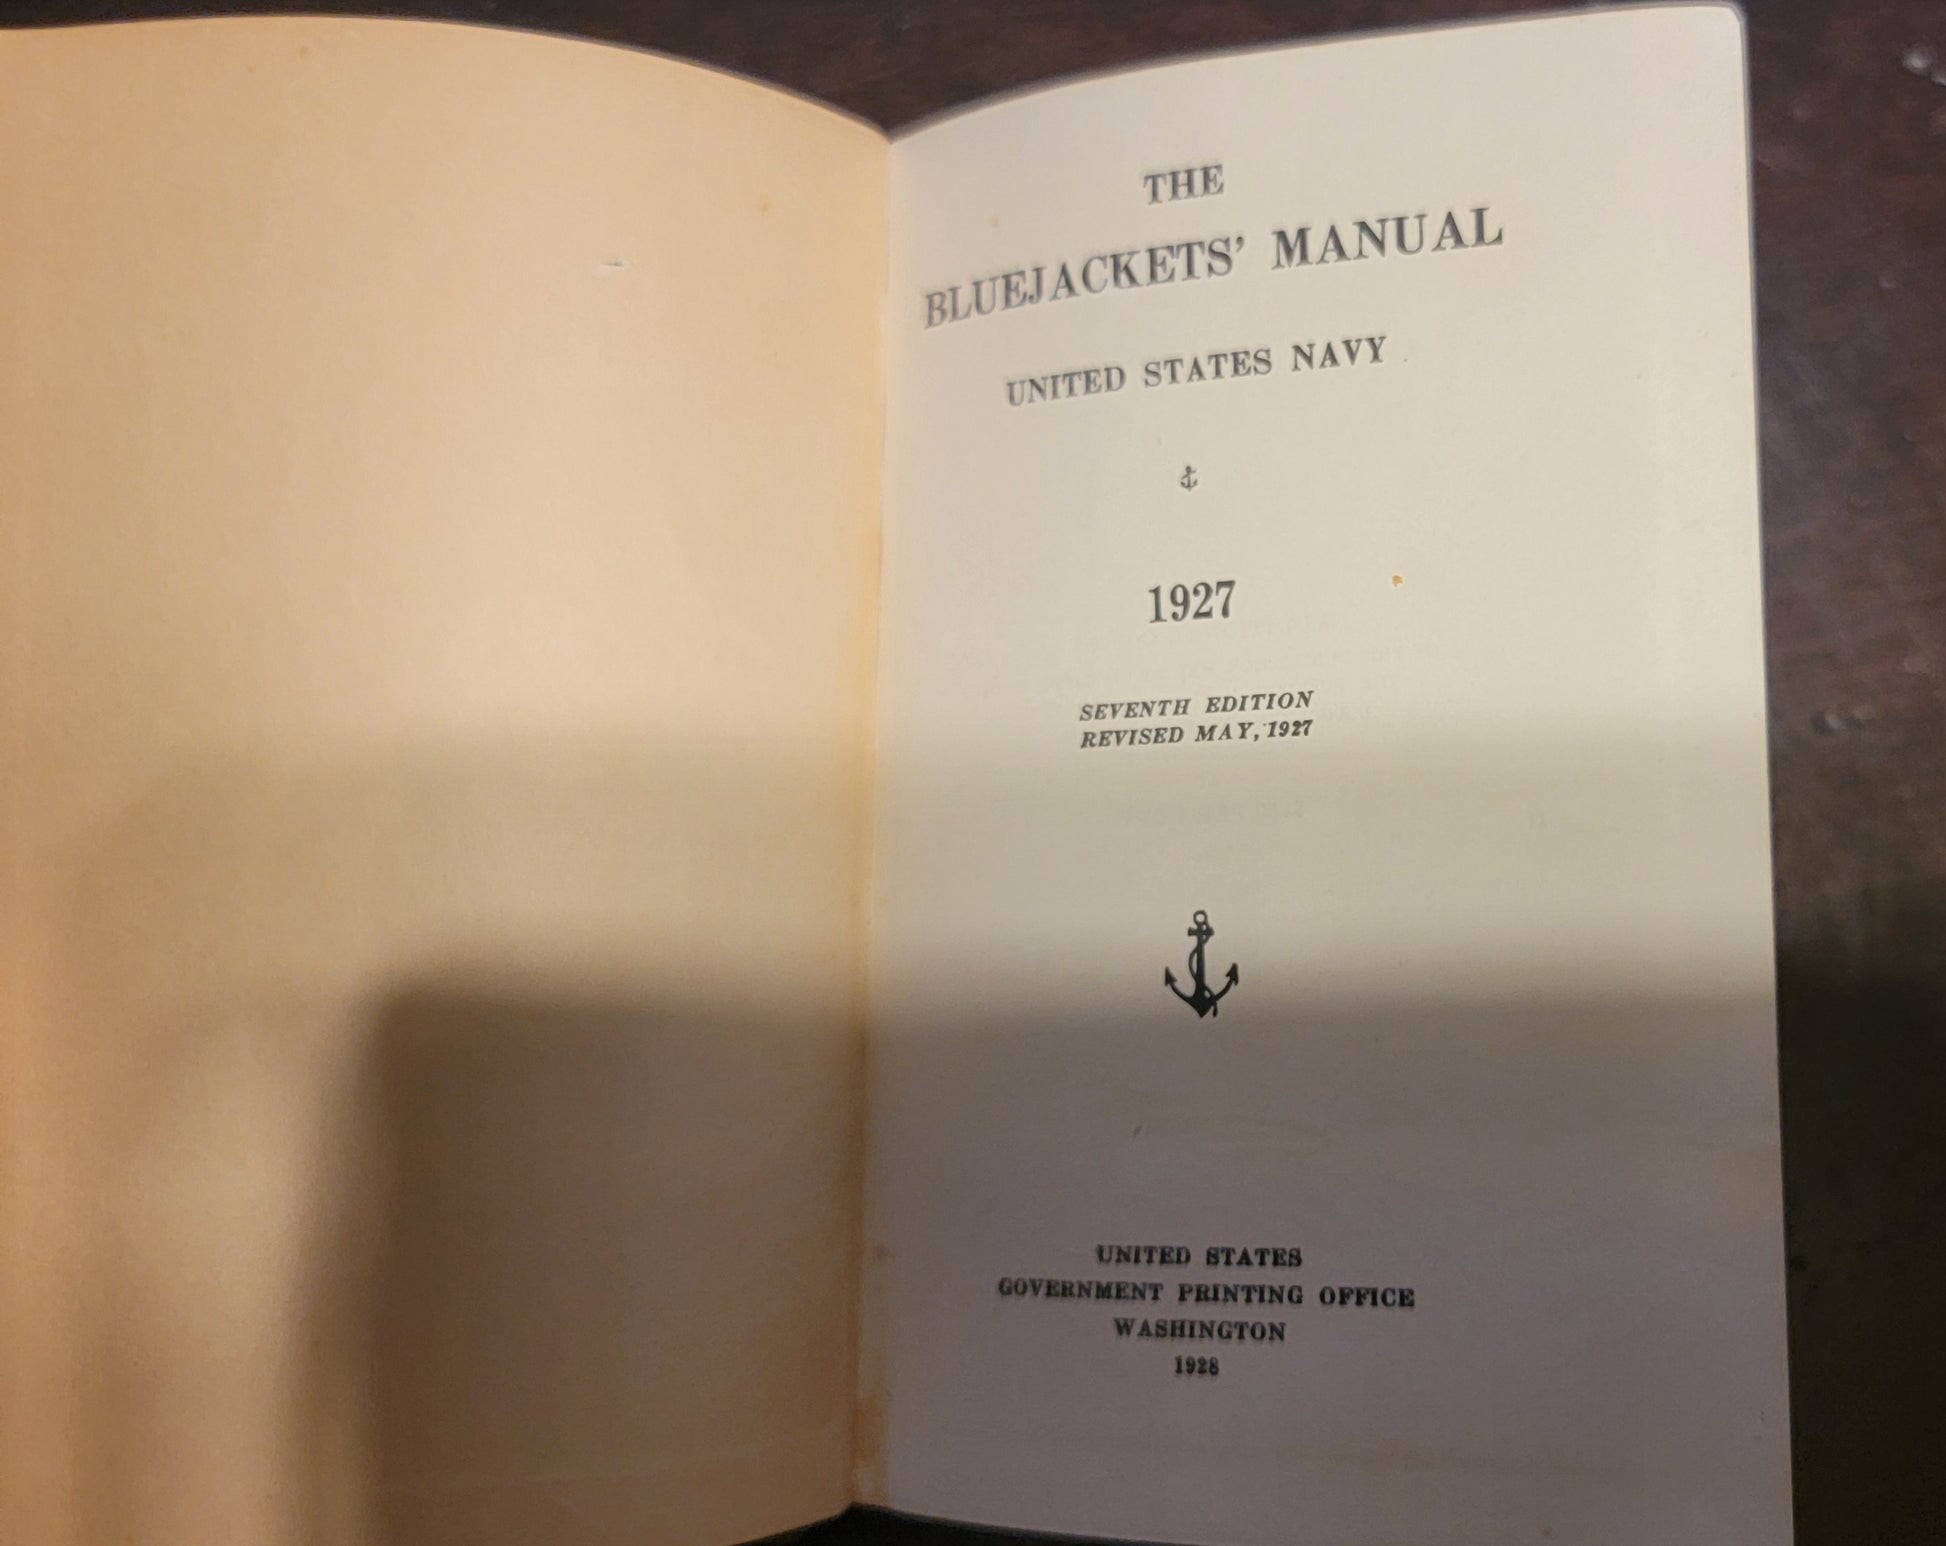 THE
BLUEJACKETS’ MANUAL
UNITED STATES NAVY
1927
SEVENTH EDITION
REVISED MAY, 1927
UNITED STATES
GOVERNMENT PRINTING OFFICE
WASHINGTON
1928